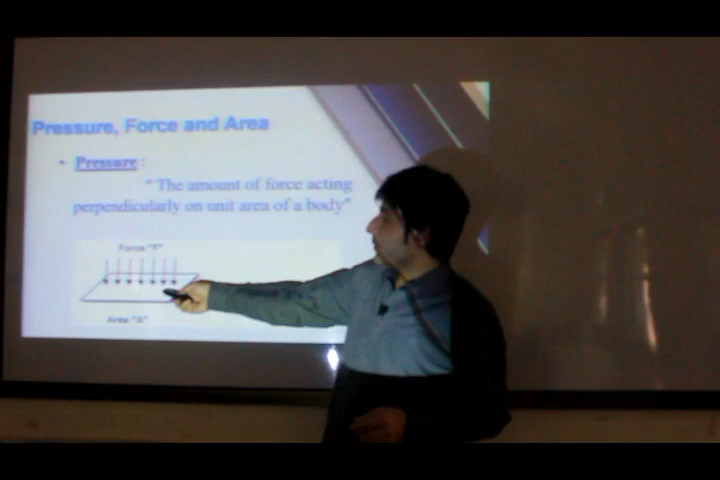 Pressure, Force and Area
• Pressure :
“ The amount of force acting
perpendicularly on unit area of a body”
Force "F"
Area "A"